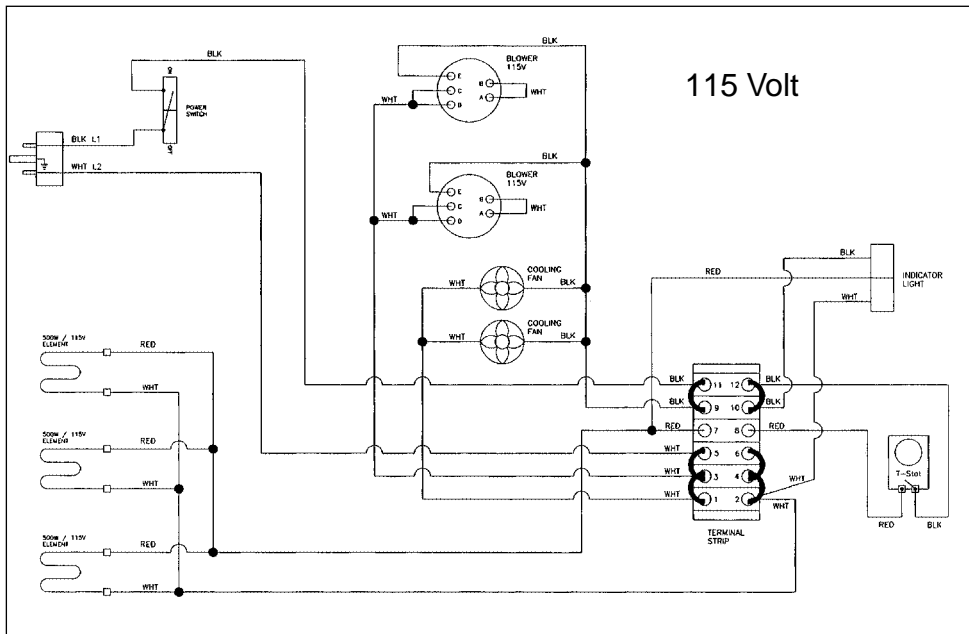 115 Volt
BLK
BLK
BLOWER
115V
E
C
D
B
A
WHT
WHT
POWER
SWITCH
BLK L1
WHT L2
BLK
BLOWER
115V
E
C
D
B
A
WHT
WHT
BLK
RED
WHT
INDICATOR
LIGHT
COOLING
FAN
WHT
BLK
COOLING
FAN
WHT
BLK
500W / 115V
ELEMENT
RED
WHT
500W / 115V
ELEMENT
RED
WHT
500W / 115V
ELEMENT
RED
WHT
BLK 11 12 BLK
BLK 9 10 BLK
7 8 RED
WHT 5 6
WHT 3 4 WHT
WHT 1 2 WHT
TERMINAL
STRIP
T-Stat
RED
BLK